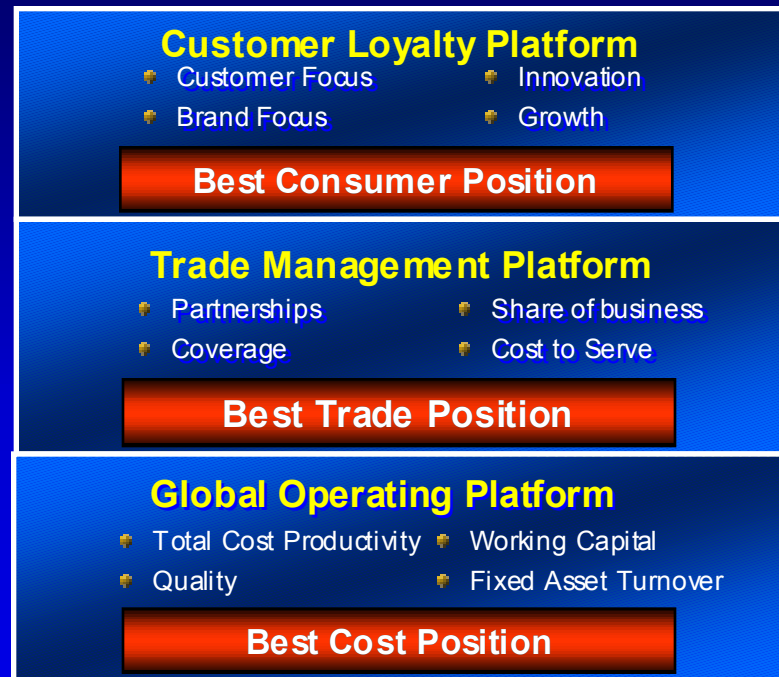 Customer Loyalty Platform
Customer Focus Innovation
Brand Focus Growth
Best Consumer Position
Trade Management Platform
Partnerships Share of business
Coverage Cost to Serve
Best Trade Position
Global Operating Platform
Total Cost Productivity Working Capital
Quality Fixed Asset Turnover
Best Cost Position